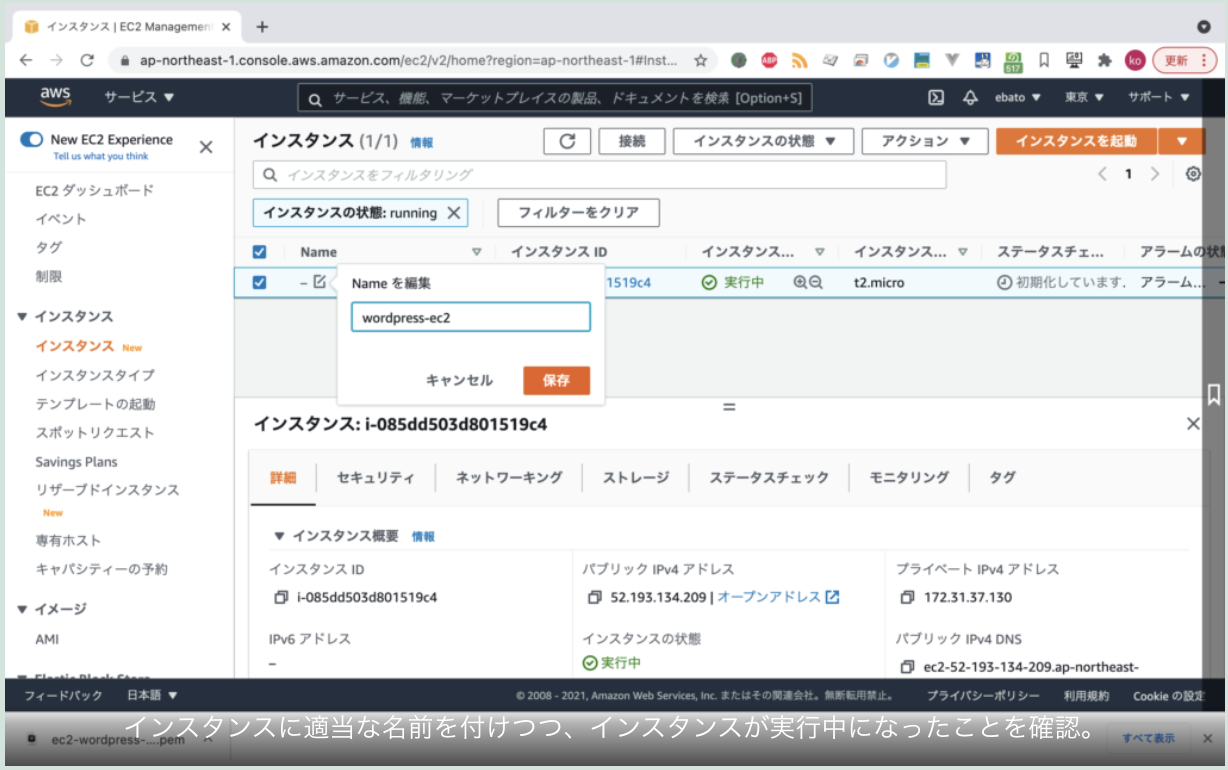 インスタンス | EC2 Managemen
ap-northeast-1.console.aws.amazon.com/ec2/v2/home?region=ap-northeast-1#Inst...
ABP
517
ko
更新
aws
サービス ▼
サービス、機能、マーケットプレイスの製品、ドキュメントを検索 [Option+S]
ebato ▼
東京 ▼
サポート ▼
New EC2 Experience
Tell us what you think
EC2 ダッシュボード
イベント
タグ
制限
▼ インスタンス
インスタンス New
インスタンスタイプ
テンプレートの起動
スポットリクエスト
Savings Plans
リザーブドインスタンス
New
専有ホスト
キャパシティーの予約
▼ イメージ
AMI
Elastic Block Store
インスタンス (1/1) 情報
接続
インスタンスの状態 ▼
アクション ▼
インスタンスを起動 ▼
インスタンスをフィルタリング
1
インスタンスの状態: running
フィルターをクリア
Name
インスタンス ID
インスタンス...
インスタンス...
ステータスチェ...
アラームの状態
–
1519c4
実行中
t2.micro
初期化しています.
アラーム...
Name を編集
wordpress-ec2
キャンセル
保存
インスタンス: i-085dd503d801519c4
詳細
セキュリティ
ネットワーキング
ストレージ
ステータスチェック
モニタリング
タグ
▼ インスタンス概要 情報
インスタンス ID
i-085dd503d801519c4
パブリック IPv4 アドレス
52.193.134.209 | オープンアドレス
プライベート IPv4 アドレス
172.31.37.130
IPv6 アドレス
–
インスタンスの状態
実行中
パブリック IPv4 DNS
ec2-52-193-134-209.ap-northeast-
フィードバック
日本語 ▼
© 2008 - 2021, Amazon Web Services, Inc. またはその関連会社。無断転用禁止。
プライバシーポリシー
利用規約
Cookie の設定
インスタンスに適当な名前を付けつつ、インスタンスが実行中になったことを確認。
ec2-wordpress-....pem
すべて表示